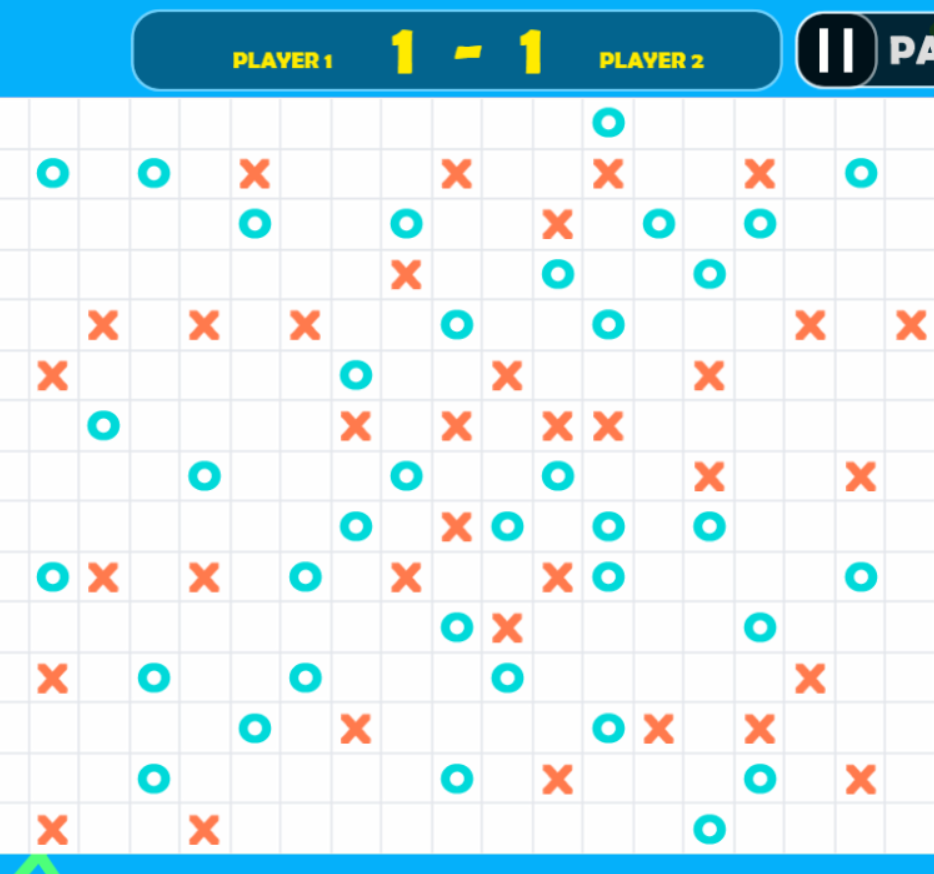 PLAYER 1 1 - 1 PLAYER 2 PA
O
O O X X X X O
O O X O O
X O O
X X X O O X X
X O X X
O X X X X
O O O X X
O X O O O
O X X O X X O O
O X O
X O O O X
O X O X X
O O X O X
X X O